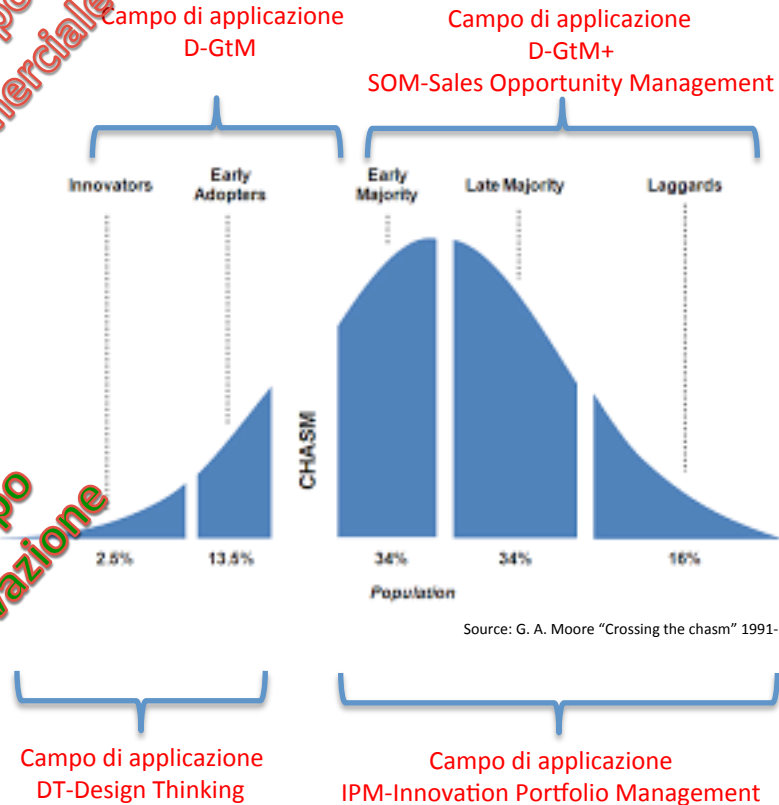 Campo di applicazione
D-GtM
Campo di applicazione
D-GtM+
SOM-Sales Opportunity Management
Innovators
Early
Adopters
Early
Majority
Late Majority
Laggards
CHASM
2.5%
13.5%
34%
34%
16%
Population
Source: G. A. Moore “Crossing the chasm” 1991-
Campo di applicazione
DT-Design Thinking
Campo di applicazione
IPM-Innovation Portfolio Management